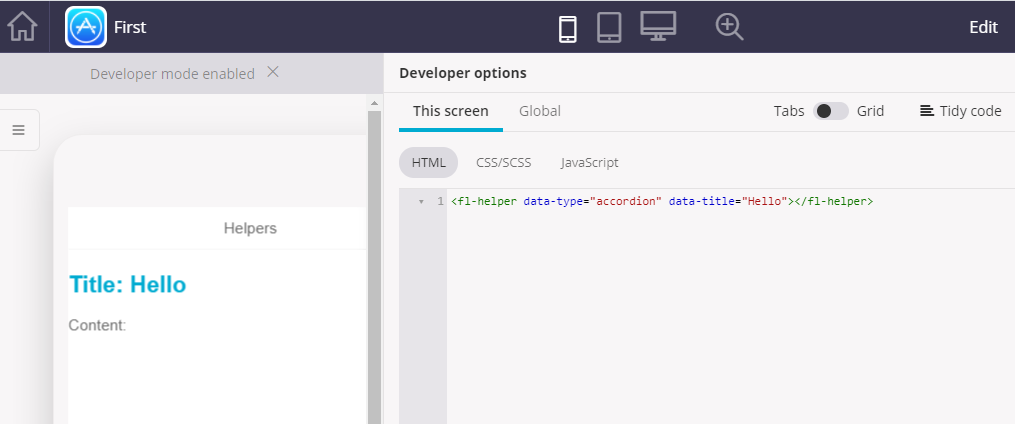 First
Edit
Developer mode enabled
Developer options
This screen Global
Tabs Grid Tidy code
HTML CSS/SCSS JavaScript
1 <fl-helper data-type="accordion" data-title="Hello"></fl-helper>
Helpers
Title: Hello
Content: